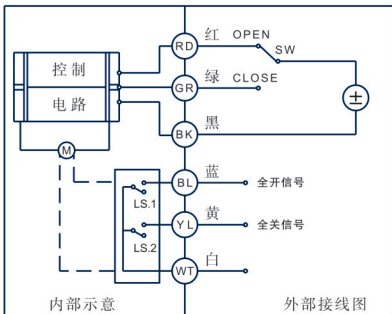 红 OPEN
RD
SW
控制
绿 CLOSE
GR
电路
±
黑
BK
M
蓝
BL 全开信号
LS.1
黄
YL 全关信号
LS.2
白
WT
内部示意 外部接线图